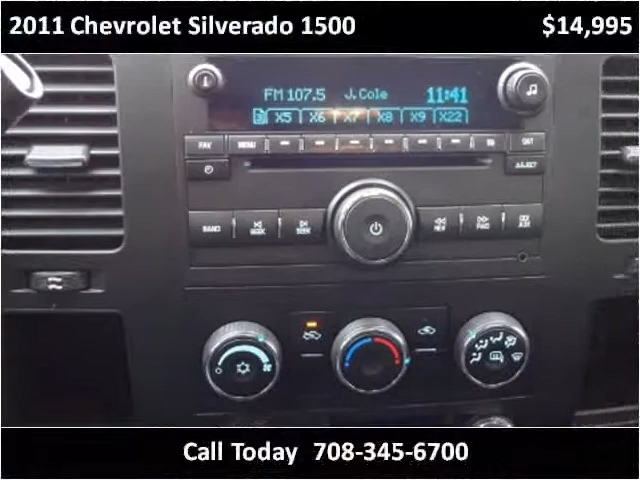 2011 Chevrolet Silverado 1500 $14,995
FM 107.5 J. Cole 11:41
X5 X6 X7 X8 X9 X22
FAV MENU CAT
BAND SEEK SEEK REV FWD
Call Today 708-345-6700